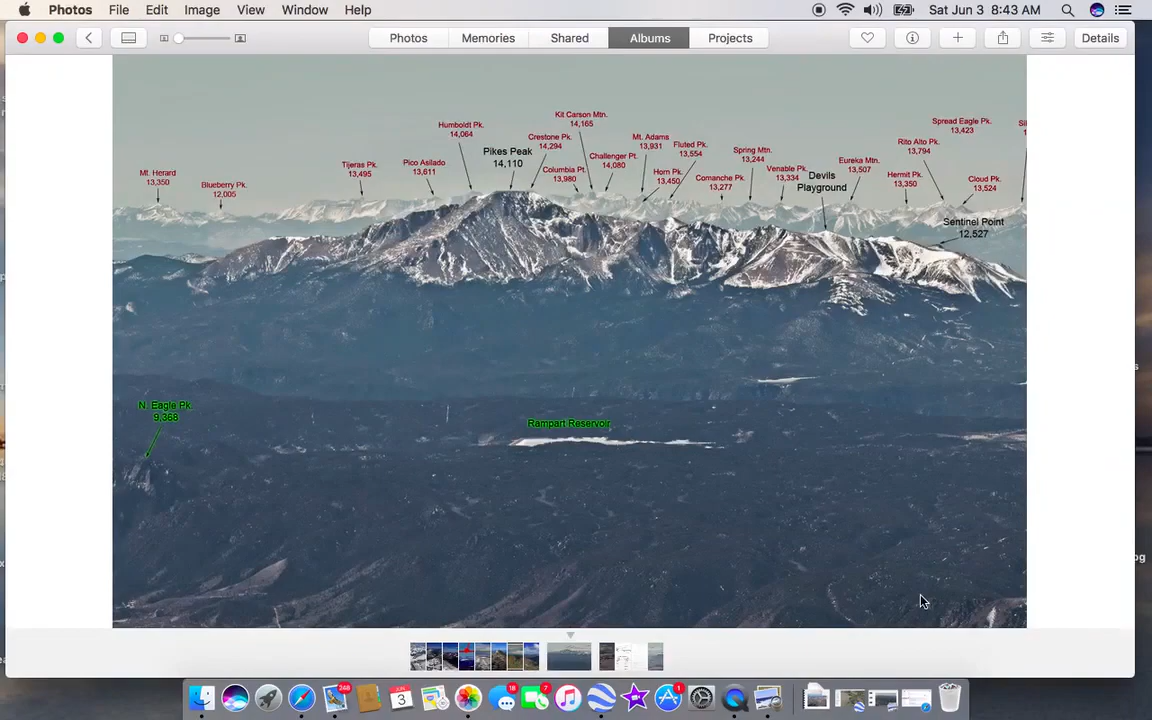 Photos File Edit Image View Window Help Sat Jun 3 8:43 AM
Photos Memories Shared Albums Projects Details
Kit Carson Mtn.
14,165
Spread Eagle Pk.
13,423
Humboldt Pk.
14,064
Crestone Pk.
14,294
Mt. Adams
13,931
Rito Alto Pk.
13,794
Fluted Pk.
13,554
Pikes Peak
14,110
Spring Mtn.
13,244
Challenger Pt.
14,080
Eureka Mtn.
13,507
Pico Asilado
13,611
Tijeras Pk.
13,495
Columbia Pt.
13,980
Venable Pk.
13,334
Mt. Herard
13,350
Horn Pk.
13,450
Hermit Pk.
13,350
Devils
Playground
Comanche Pk.
13,277
Cloud Pk.
13,524
Blueberry Pk.
12,005
Sentinel Point
12,527
N. Eagle Pk.
9,368
Rampart Reservoir
248
JUN
3
18
7
1